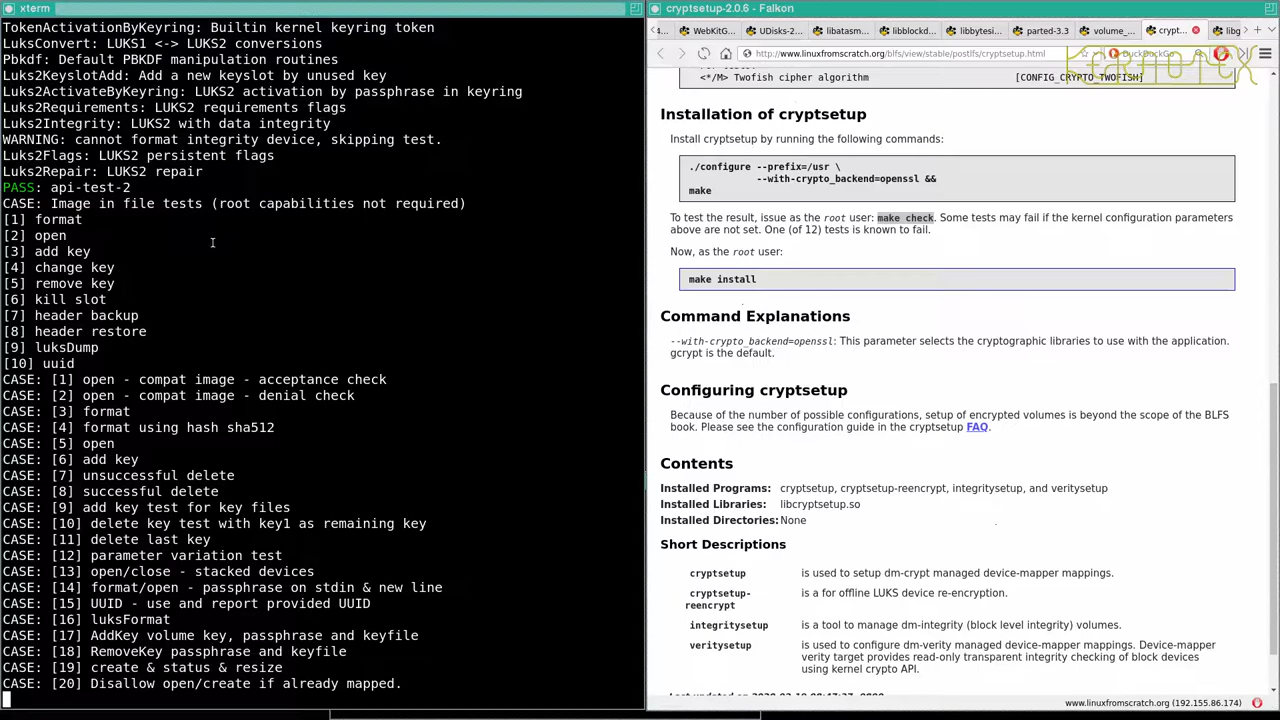 xterm
TokenActivationByKeyring: Builtin kernel keyring token
LuksConvert: LUKS1 <-> LUKS2 conversions
Pbkdf: Default PBKDF manipulation routines
Luks2KeyslotAdd: Add a new keyslot by unused key
Luks2ActivateByKeyring: LUKS2 activation by passphrase in keyring
Luks2Requirements: LUKS2 requirements flags
Luks2Integrity: LUKS2 with data integrity
WARNING: cannot format integrity device, skipping test.
Luks2Flags: LUKS2 persistent flags
Luks2Repair: LUKS2 repair
PASS: api-test-2
CASE: Image in file tests (root capabilities not required)
[1] format
[2] open
[3] add key
[4] change key
[5] remove key
[6] kill slot
[7] header backup
[8] header restore
[9] luksDump
[10] uuid
CASE: [1] open - compat image - acceptance check
CASE: [2] open - compat image - denial check
CASE: [3] format
CASE: [4] format using hash sha512
CASE: [5] open
CASE: [6] add key
CASE: [7] unsuccessful delete
CASE: [8] successful delete
CASE: [9] add key test for key files
CASE: [10] delete key test with key1 as remaining key
CASE: [11] delete last key
CASE: [12] parameter variation test
CASE: [13] open/close - stacked devices
CASE: [14] format/open - passphrase on stdin & new line
CASE: [15] UUID - use and report provided UUID
CASE: [16] luksFormat
CASE: [17] AddKey volume key, passphrase and keyfile
CASE: [18] RemoveKey passphrase and keyfile
CASE: [19] create & status & resize
CASE: [20] Disallow open/create if already mapped.
cryptsetup-2.0.6 - Falkon
WebKitG... UDisks-2... libatasm... libblockd... libbytesi... parted-3.3 volume_... crypt... libg
http://www.linuxfromscratch.org/blfs/view/stable/postlfs/cryptsetup.html DuckDuckGo
<*/M> Twofish cipher algorithm [CONFIG_CRYPTO_TWOFISH]
Installation of cryptsetup
Install cryptsetup by running the following commands:
./configure --prefix=/usr \
--with-crypto_backend=openssl &&
make
To test the result, issue as the root user: make check. Some tests may fail if the kernel configuration parameters
above are not set. One (of 12) tests is known to fail.
Now, as the root user:
make install
Command Explanations
--with-crypto_backend=openssl: This parameter selects the cryptographic libraries to use with the application.
gcrypt is the default.
Configuring cryptsetup
Because of the number of possible configurations, setup of encrypted volumes is beyond the scope of the BLFS
book. Please see the configuration guide in the cryptsetup FAQ.
Contents
Installed Programs: cryptsetup, cryptsetup-reencrypt, integritysetup, and veritysetup
Installed Libraries: libcryptsetup.so
Installed Directories: None
Short Descriptions
cryptsetup is used to setup dm-crypt managed device-mapper mappings.
cryptsetup- is a for offline LUKS device re-encryption.
reencrypt
integritysetup is a tool to manage dm-integrity (block level integrity) volumes.
veritysetup is used to configure dm-verity managed device-mapper mappings. Device-mapper
verity target provides read-only transparent integrity checking of block devices
using kernel crypto API.
www.linuxfromscratch.org (192.155.86.174)